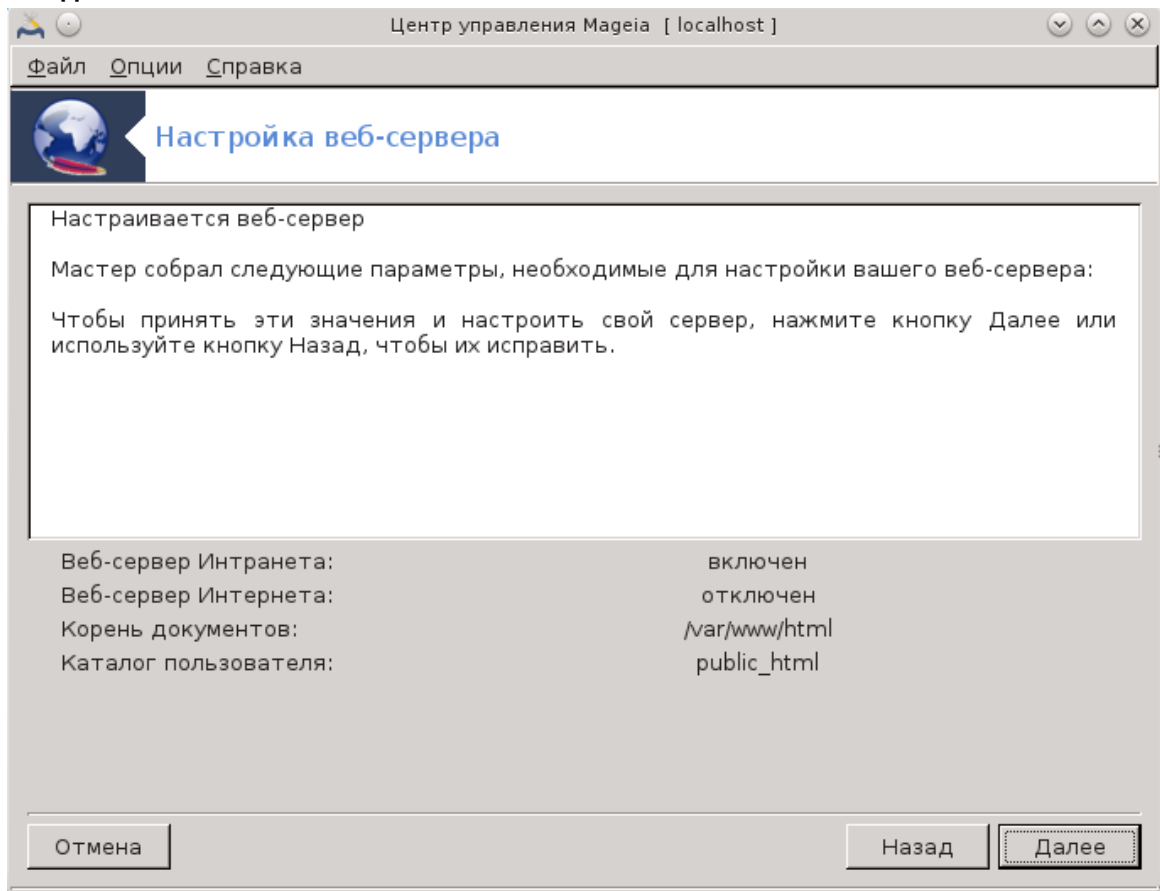 Центр управления Mageia [ localhost ]
Файл Опции Справка
Настройка веб-сервера
Настраивается веб-сервер
Мастер собрал следующие параметры, необходимые для настройки вашего веб-сервера:
Чтобы принять эти значения и настроить свой сервер, нажмите кнопку Далее или
используйте кнопку Назад, чтобы их исправить.
Веб-сервер Интранета: включен
Веб-сервер Интернета: отключен
Корень документов: /var/www/html
Каталог пользователя: public_html
Отмена Назад Далее